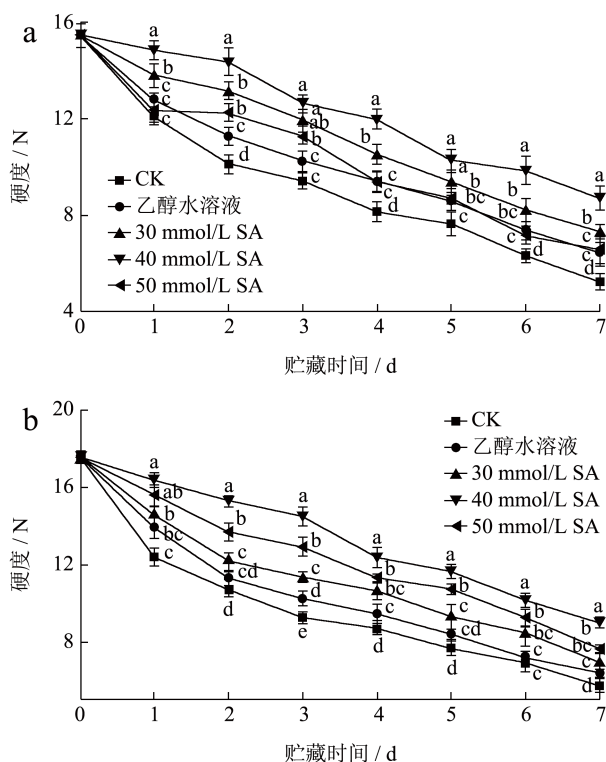 a
16
a
a
b
b
a
a
c
a
ab
12
c
b
b
b
a
a
c
c
a
硬度 / N
d
c
c
b
b
a
CK
乙醇水溶液
30 mmol/L SA
40 mmol/L SA
50 mmol/L SA
8
d
c
bc
bc
b
c
d
c
c
d
4
0
1
2
3
4
5
6
7
贮藏时间 / d
b
20
CK
乙醇水溶液
30 mmol/L SA
40 mmol/L SA
50 mmol/L SA
a
a
a
16
ab
b
b
bc
b
a
a
硬度 / N
12
c
c
c
b
b
a
cd
d
bc
c
b
a
d
e
c
cd
bc
b
8
d
d
c
c
bc
c
d
0
1
2
3
4
5
6
7
贮藏时间 / d